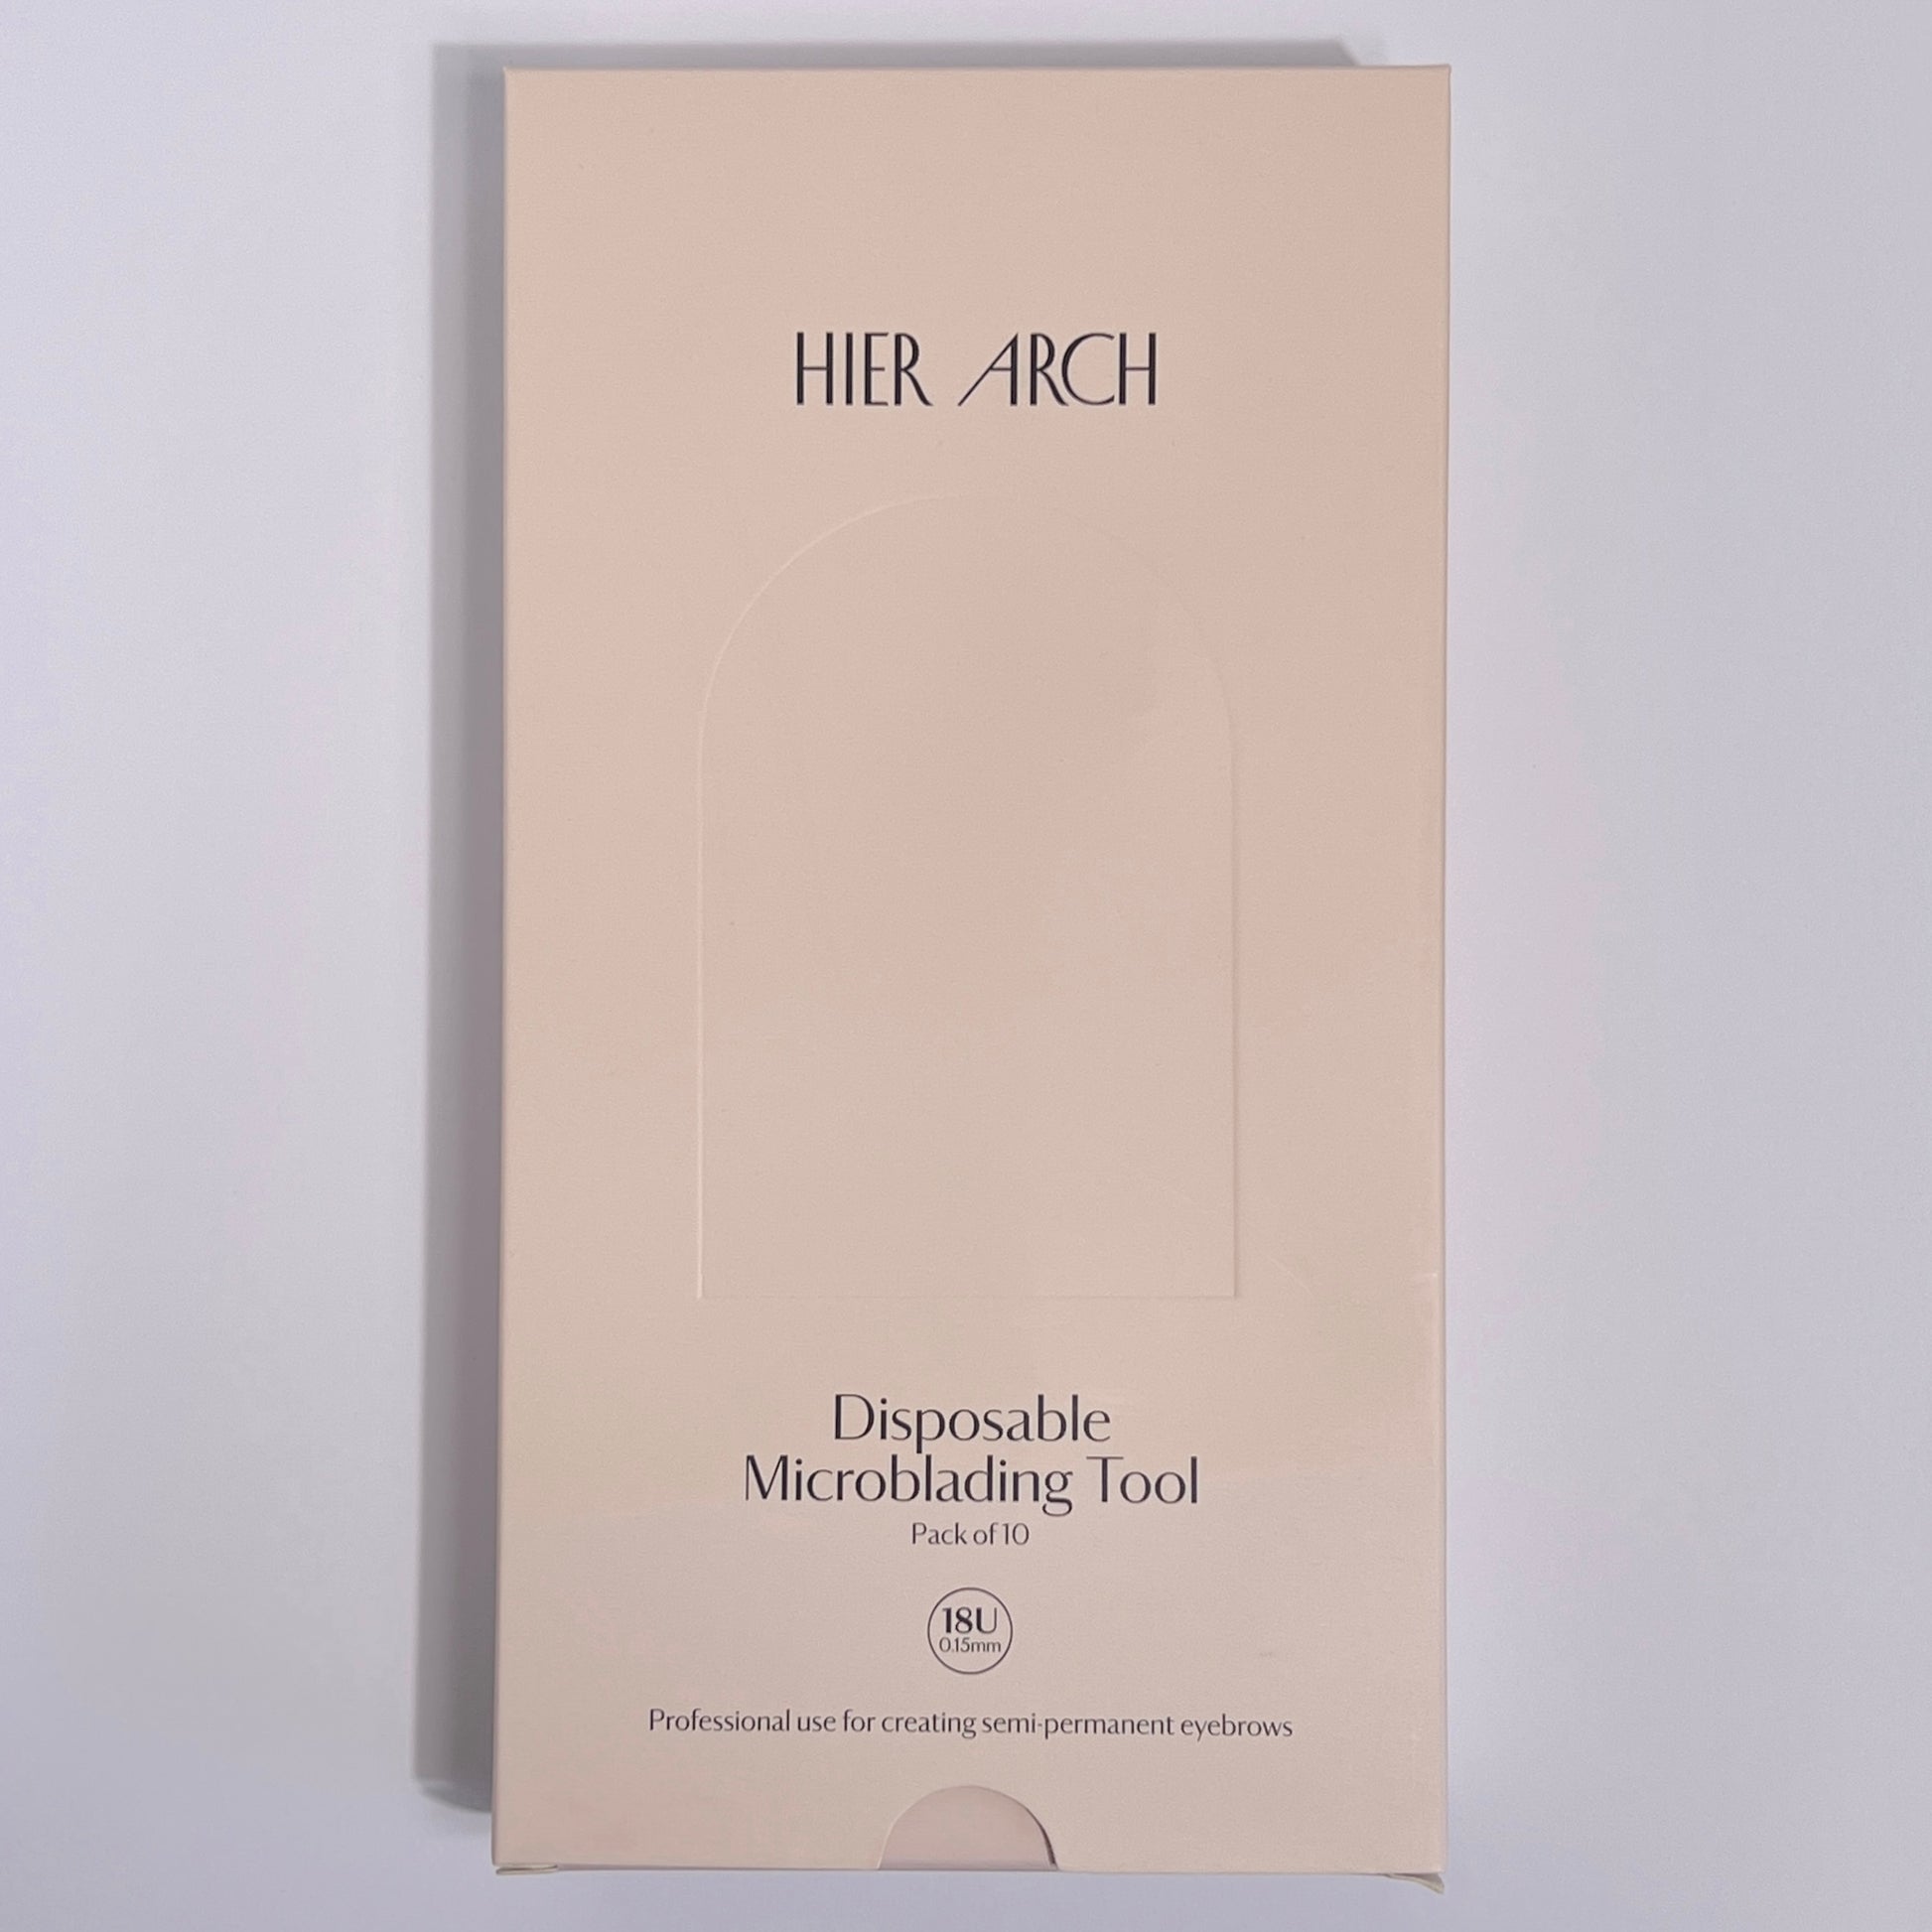 HIER ARCH
Disposable
Microblading Tool
Pack of 10
18U
0.15mm
Professional use for creating semi-permanent eyebrows